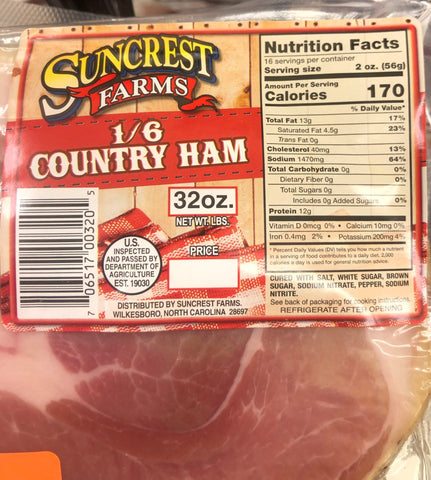 SUNCREST
FARMS
1/6
COUNTRY HAM
32oz.
NET WT. LBS.
PRICE
U.S.
INSPECTED
AND PASSED BY
DEPARTMENT OF
AGRICULTURE
EST. 19030
DISTRIBUTED BY SUNCREST FARMS.
WILKESBORO, NORTH CAROLINA 28697
7 06517 00320 5
Nutrition Facts
16 servings per container
Serving size 2 oz. (56g)
Amount Per Serving
Calories 170
% Daily Value*
Total Fat 13g 17%
Saturated Fat 4.5g 23%
Trans Fat 0g
Cholesterol 40mg 13%
Sodium 1470mg 64%
Total Carbohydrate 0g 0%
Dietary Fiber 0g 0%
Total Sugars 0g
Includes 0g Added Sugars 0%
Protein 12g
Vitamin D 0mcg 0% • Calcium 10mg 0%
Iron 0.4mg 2% • Potassium 200mg 4%
* Percent Daily Values (DV) tells you how much a nutrient
in a serving of food contributes to a daily diet, 2,000
calories a day is used for general nutrition advice.
CURED WITH SALT, WHITE SUGAR, BROWN
SUGAR, SODIUM NITRATE, PEPPER, SODIUM
NITRITE.
See back of packaging for cooking instructions.
REFRIGERATE AFTER OPENING